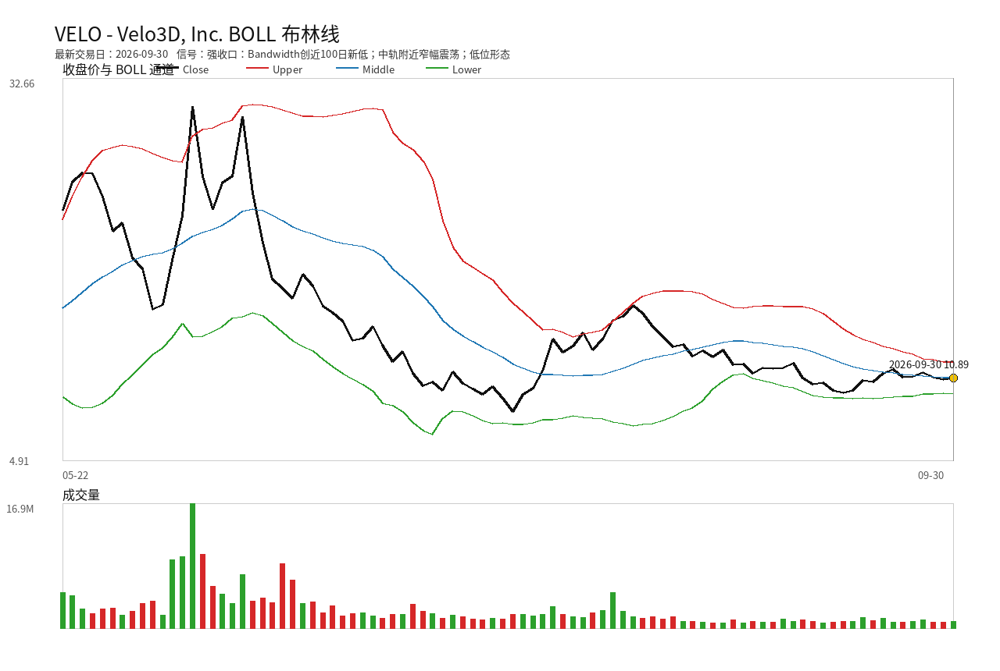 VELO - Velo3D, Inc. BOLL 布林线
最新交易日：2026-09-30   信号：强收口；Bandwidth创近100日新低；中轨附近窄幅震荡；低位形态
收盘价与 BOLL 通道 Close Upper Middle Lower
32.66
2026-09-30 10.89
4.91
05-22 09-30
成交量
16.9M